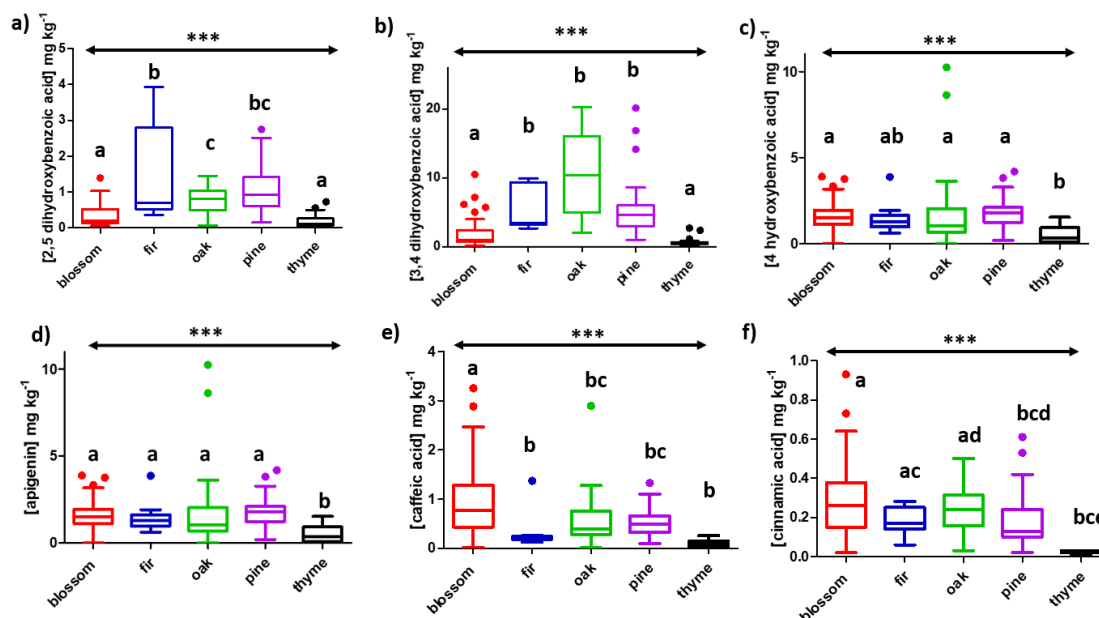 a)
***
[2,5 dihydroxybenzoic acid] mg kg⁻¹
5
4
3
2
1
0
a
b
c
bc
a
blossom
fir
oak
pine
thyme
b)
***
[3,4 dihydroxybenzoic acid] mg kg⁻¹
20
10
0
a
b
b
b
a
blossom
fir
oak
pine
thyme
c)
***
[4 hydroxybenzoic acid] mg kg⁻¹
10
5
0
a
ab
a
a
b
blossom
fir
oak
pine
thyme
d)
***
[apigenin] mg kg⁻¹
10
5
0
a
a
a
a
b
blossom
fir
oak
pine
thyme
e)
***
[caffeic acid] mg kg⁻¹
4
3
2
1
0
a
b
bc
bc
b
blossom
fir
oak
pine
thyme
f)
***
[cinnamic acid] mg kg⁻¹
1.0
0.8
0.6
0.4
0.2
0.0
a
ac
ad
bcd
blossom
fir
oak
pine
thyme